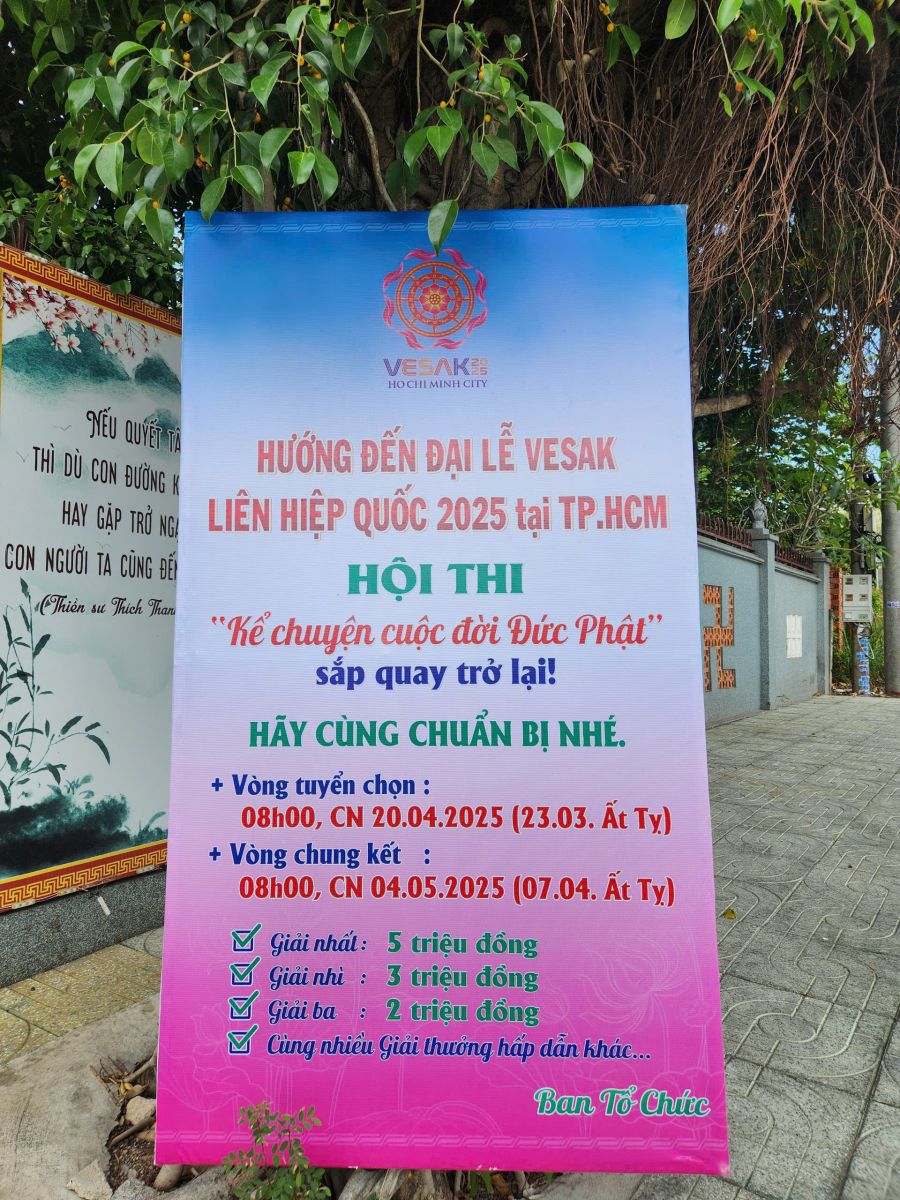 NẾU QUYẾT
THÌ DÙ CON ĐƯỜNG
HAY GẶP TRỞ
CON NGƯỜI TA CŨNG
(Thiền sư Thích
VESAK 2025
HO CHI MINH CITY
HƯỚNG ĐẾN ĐẠI LỄ VESAK
LIÊN HIỆP QUỐC 2025 tại TP.HCM
HỘI THI
"Kể chuyện cuộc đời Đức Phật"
sắp quay trở lại!
HÃY CÙNG CHUẨN BỊ NHÉ.
+ Vòng tuyển chọn :
08h00, CN 20.04.2025 (23.03. Ất Tỵ)
+ Vòng chung kết :
08h00, CN 04.05.2025 (07.04. Ất Tỵ)
Giải nhất : 5 triệu đồng
Giải nhì : 3 triệu đồng
Giải ba : 2 triệu đồng
Cùng nhiều Giải thưởng hấp dẫn khác...
Ban Tổ Chức